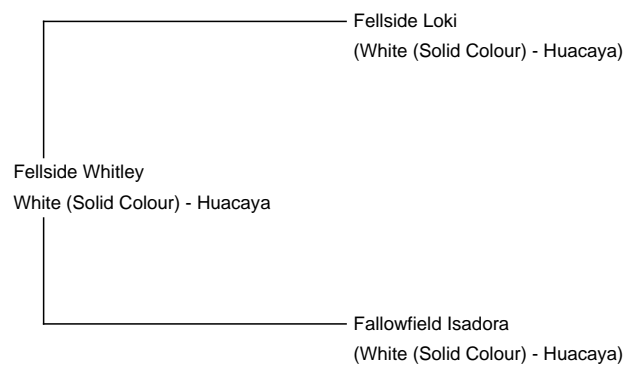 Fellside Loki
(White (Solid Colour) - Huacaya)
Fellside Whitley
White (Solid Colour) - Huacaya
Fallowfield Isadora
(White (Solid Colour) - Huacaya)